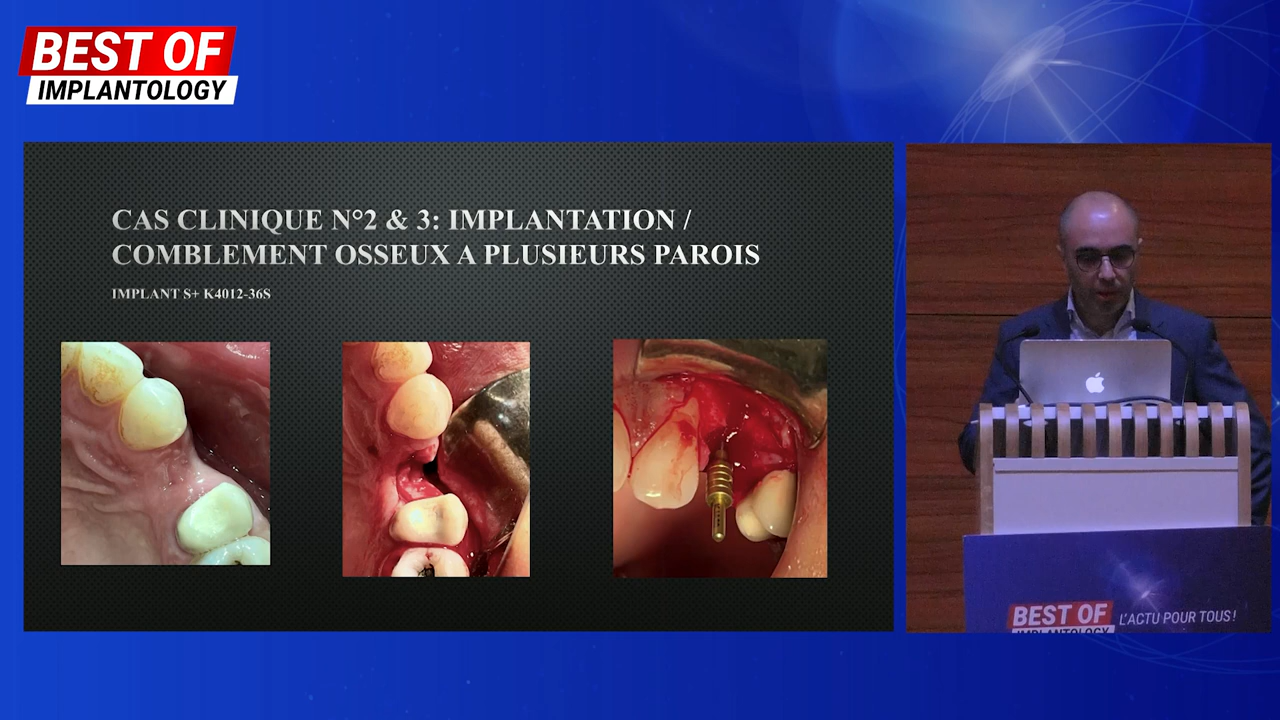 BEST OF
IMPLANTOLOGY
CAS CLINIQUE N°2 & 3: IMPLANTATION /
COMBLEMENT OSSEUX A PLUSIEURS PAROIS
IMPLANT S+ K4012-36S
BEST OF
IMPLANTOLOGY
L'ACTU POUR TOUS !